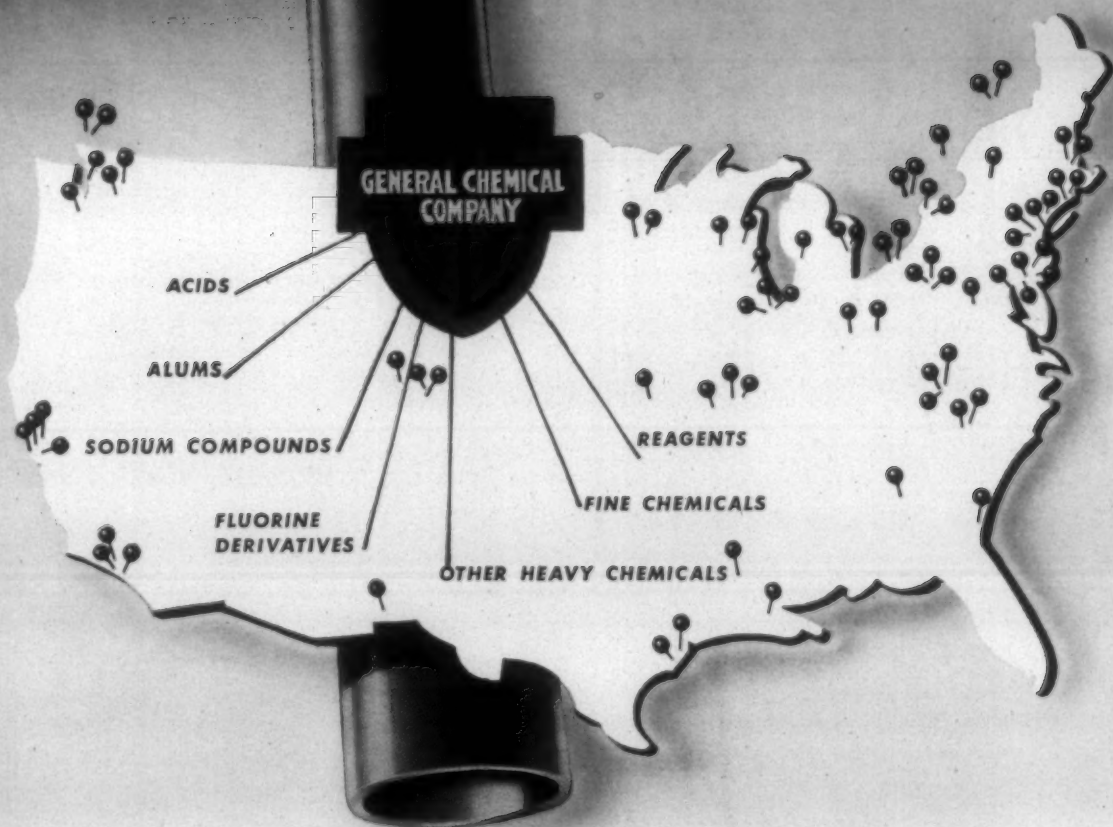 GENERAL CHEMICAL
COMPANY
ACIDS
ALUMS
SODIUM COMPOUNDS
FLUORINE
DERIVATIVES
OTHER HEAVY CHEMICALS
FINE CHEMICALS
REAGENTS